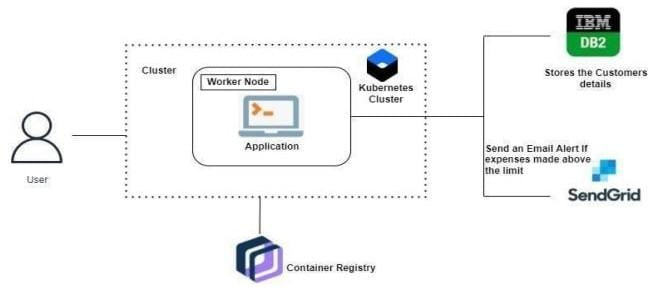 IBM
DB2
Cluster
Worker Node
Stores the Customers
details
Kubernetes
Cluster
>-
Application
Send an Email Alert If
expenses made above
the limit
User
SendGrid
Container Registry